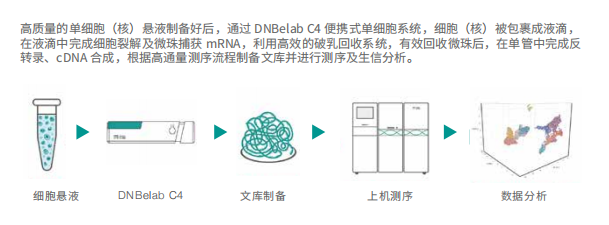 高质量的单细胞（核）悬液制备好后，通过 DNBelab C4 便携式单细胞系统，细胞（核）被包裹成液滴，
在液滴中完成细胞裂解及微珠捕获 mRNA，利用高效的破乳回收系统，有效回收微珠后，在单管中完成反
转录、cDNA 合成，根据高通量测序流程制备文库并进行测序及生信分析。
细胞悬液
DNBelab C4
文库制备
上机测序
数据分析